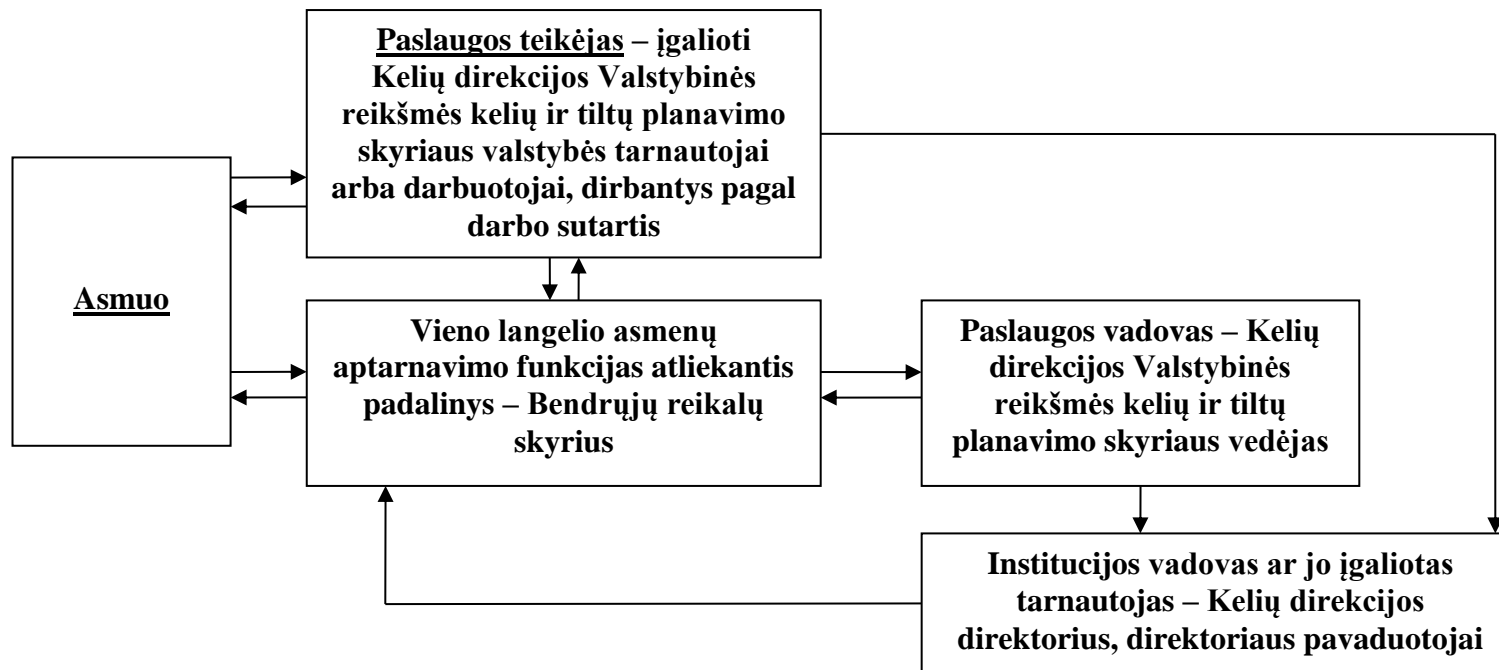 Paslaugos teikėjas – įgalioti
Kelių direkcijos Valstybinės
reikšmės kelių ir tiltų planavimo
skyriaus valstybės tarnautojai
arba darbuotojai, dirbantys pagal
darbo sutartis
Asmuo
Vieno langelio asmenų
aptarnavimo funkcijas atliekantis
padalinys – Bendrųjų reikalų
skyrius
Paslaugos vadovas – Kelių
direkcijos Valstybinės
reikšmės kelių ir tiltų
planavimo skyriaus vedėjas
Institucijos vadovas ar jo įgaliotas
tarnautojas – Kelių direkcijos
direktorius, direktoriaus pavaduotojai